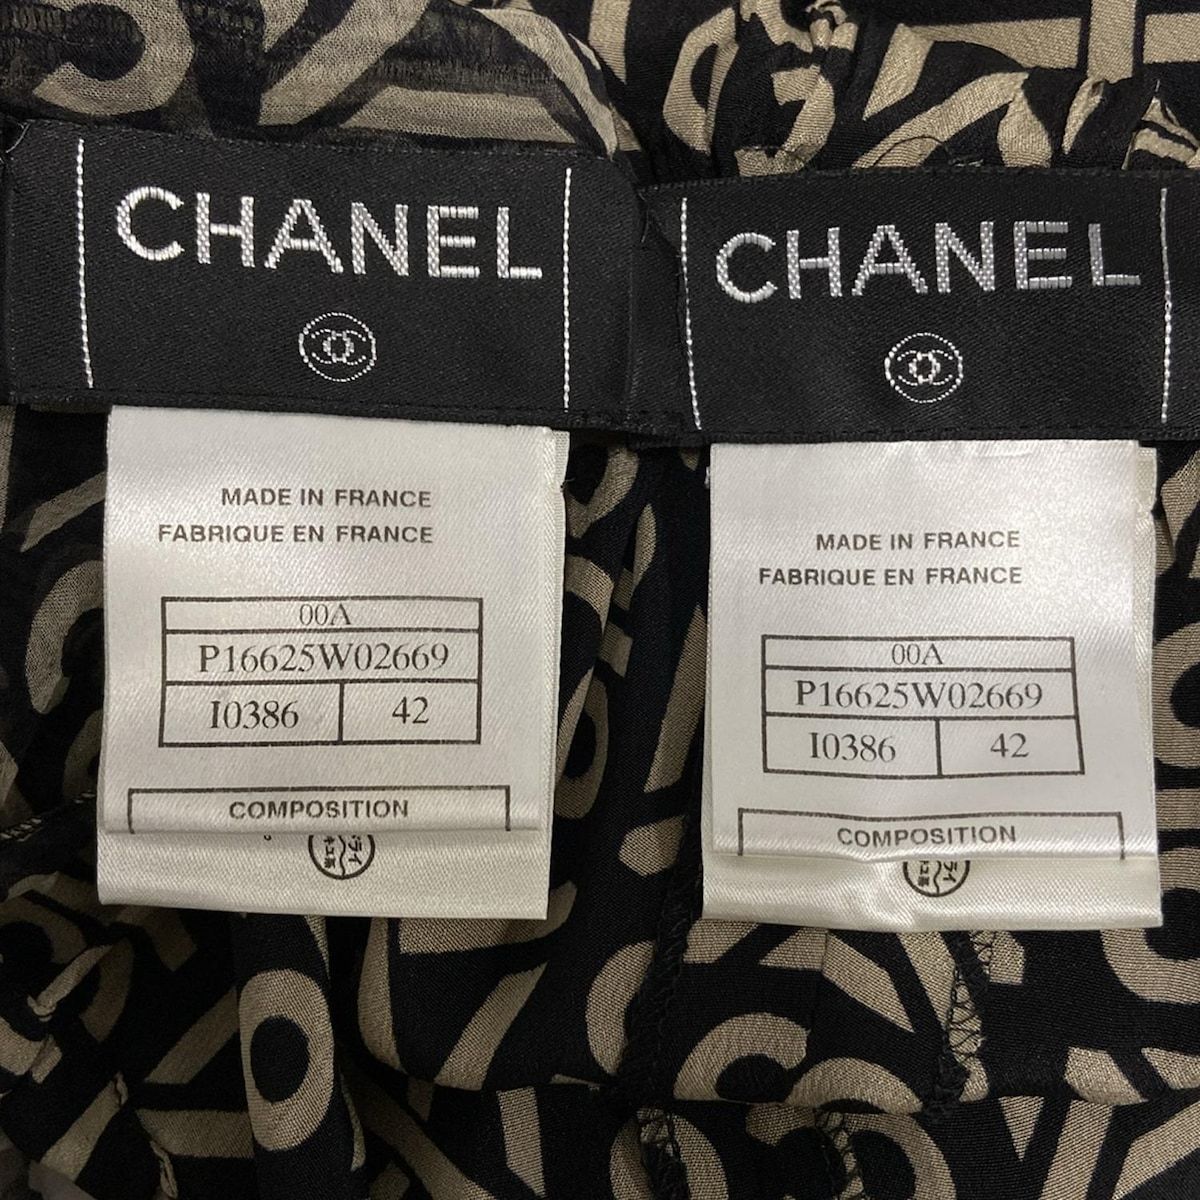 CHANEL
MADE IN FRANCE
FABRIQUE EN FRANCE
00A
P16625W02669
I0386 42
COMPOSITION
CHANEL
MADE IN FRANCE
FABRIQUE EN FRANCE
00A
P16625W02669
I0386 42
COMPOSITION